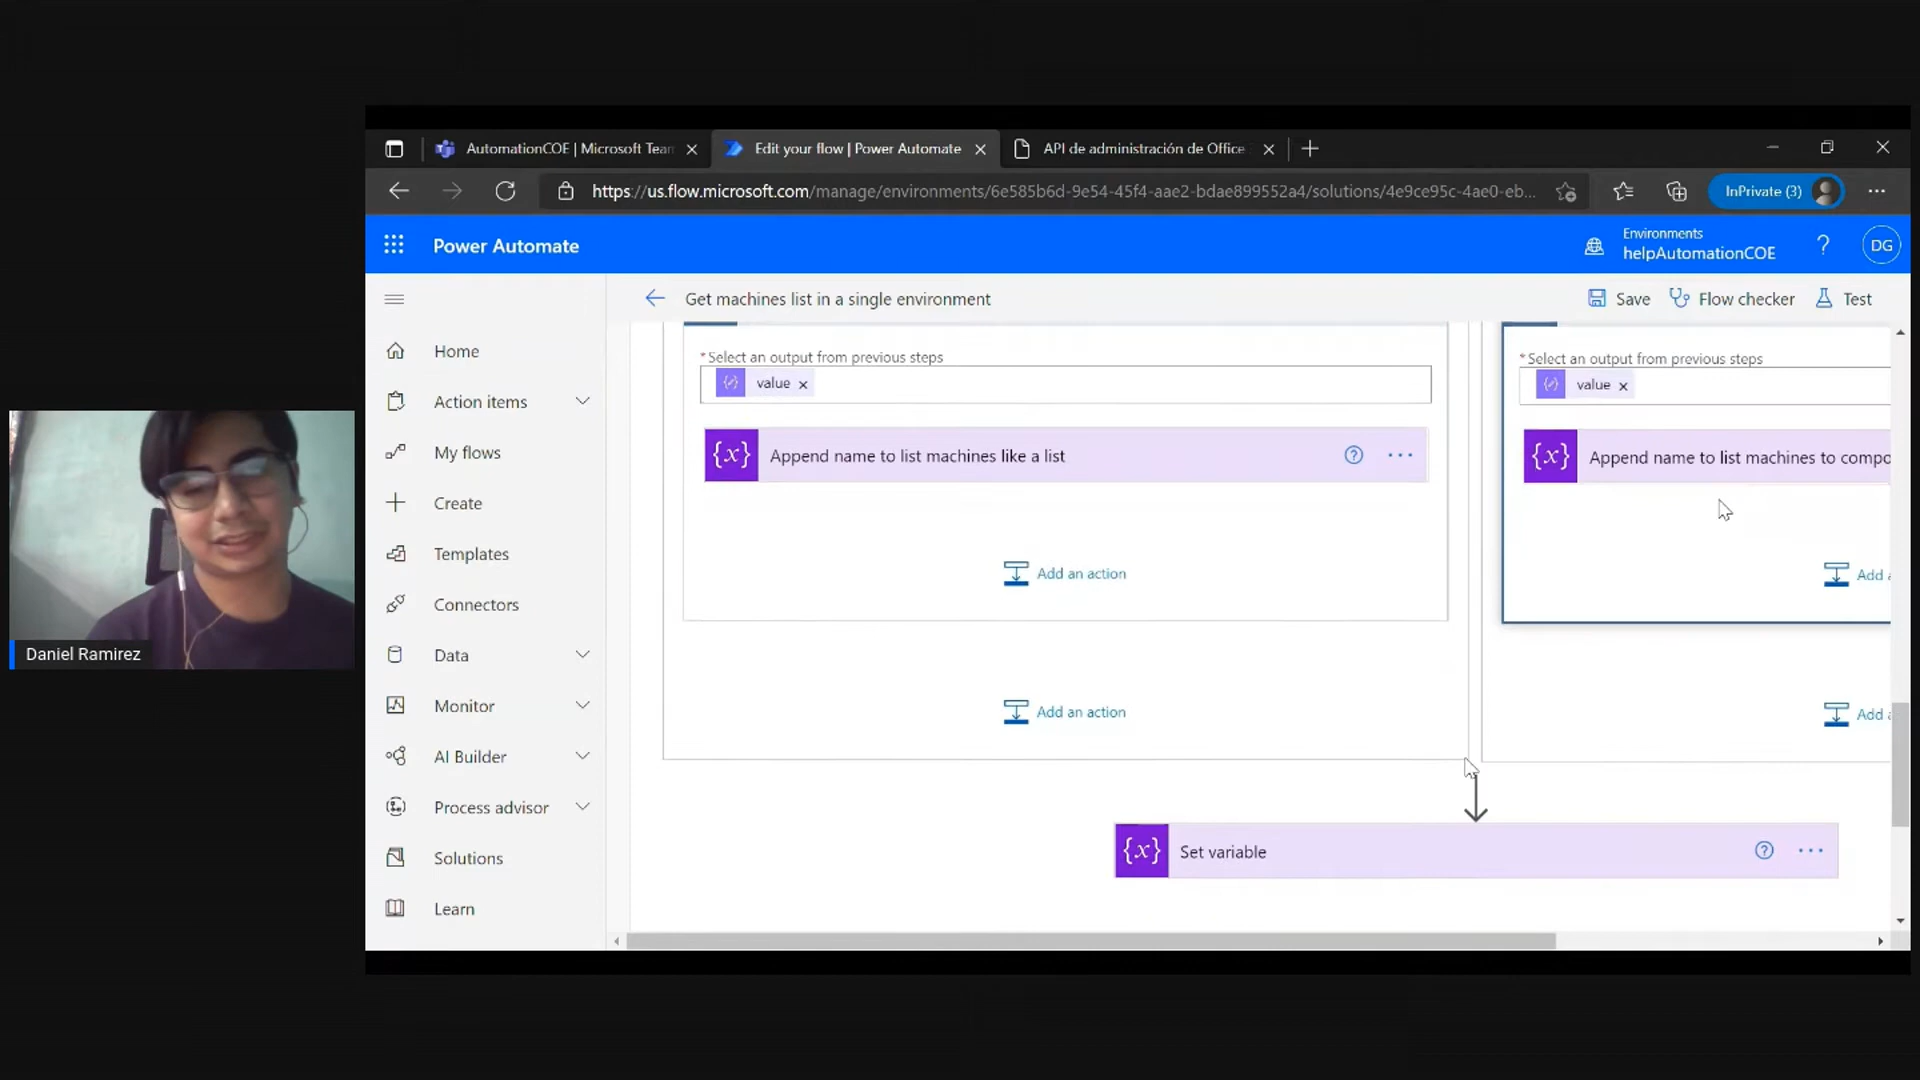 AutomationCOE | Microsoft Team
Edit your flow | Power Automate
API de administración de Office
https://us.flow.microsoft.com/manage/environments/6e585b6d-9e54-45f4-aae2-bdae899552a4/solutions/4e9ce95c-4ae0-eb...
InPrivate (3)
Power Automate
Environments
helpAutomationCOE
?
DG
Get machines list in a single environment
Save
Flow checker
Test
Home
Action items
My flows
Create
Templates
Connectors
Data
Monitor
AI Builder
Process advisor
Solutions
Learn
*Select an output from previous steps
value x
{x} Append name to list machines like a list
Add an action
Add an action
*Select an output from previous steps
value x
{x} Append name to list machines to compo
Add a
Add a
{x} Set variable
Daniel Ramirez